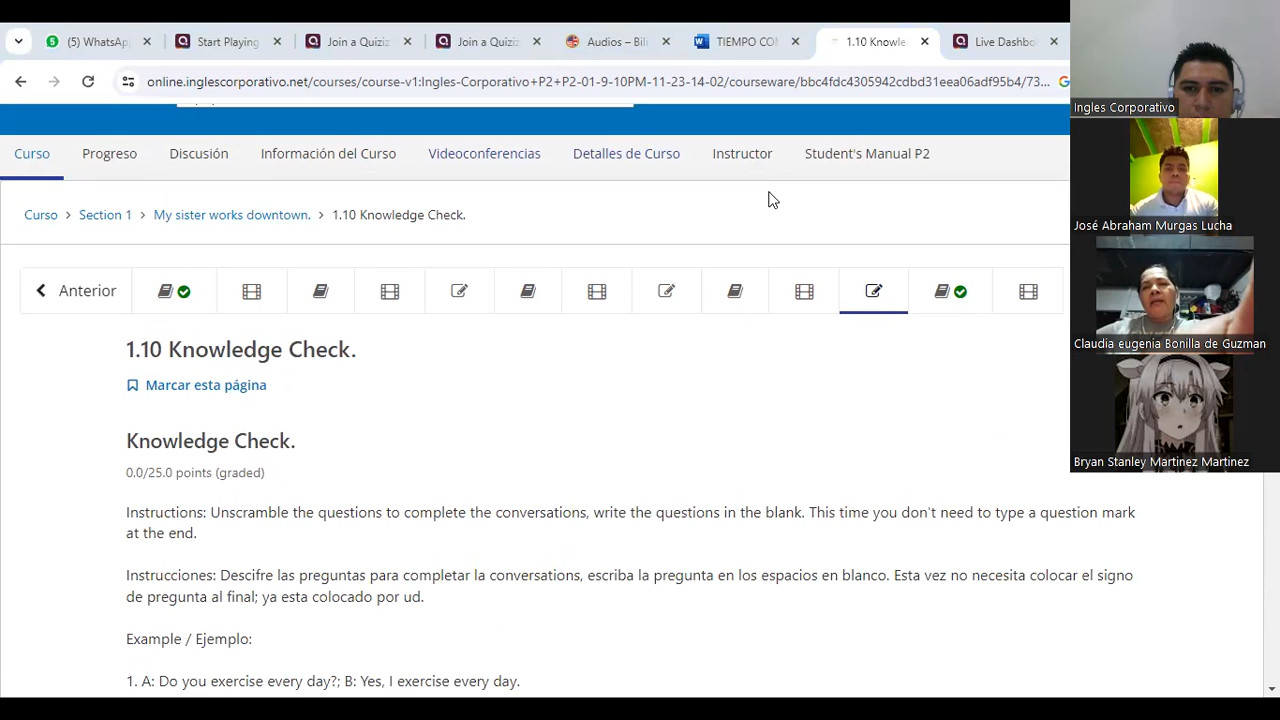 (5) WhatsAp
Start Playing
Join a Quiziz
Join a Quiziz
Audios – Bili
TIEMPO COM
1.10 Knowle
Live Dashbo
online.inglescorporativo.net/courses/course-v1:Ingles-Corporativo+P2+P2-01-9-10PM-11-23-14-02/courseware/bbc4fdc4305942cdbd31eea06adf95b4/73...
Curso
Progreso
Discusión
Información del Curso
Videoconferencias
Detalles de Curso
Instructor
Student's Manual P2
Curso > Section 1 > My sister works downtown. > 1.10 Knowledge Check.
Anterior
1.10 Knowledge Check.
Marcar esta página
Knowledge Check.
0.0/25.0 points (graded)
Instructions: Unscramble the questions to complete the conversations, write the questions in the blank. This time you don't need to type a question mark
at the end.
Instrucciones: Descifre las preguntas para completar la conversations, escriba la pregunta en los espacios en blanco. Esta vez no necesita colocar el signo
de pregunta al final; ya esta colocado por ud.
Example / Ejemplo:
1. A: Do you exercise every day?; B: Yes, I exercise every day.
Ingles Corporativo
José Abraham Murgas Lucha
Claudia eugenia Bonilla de Guzman
Bryan Stanley Martinez Martinez